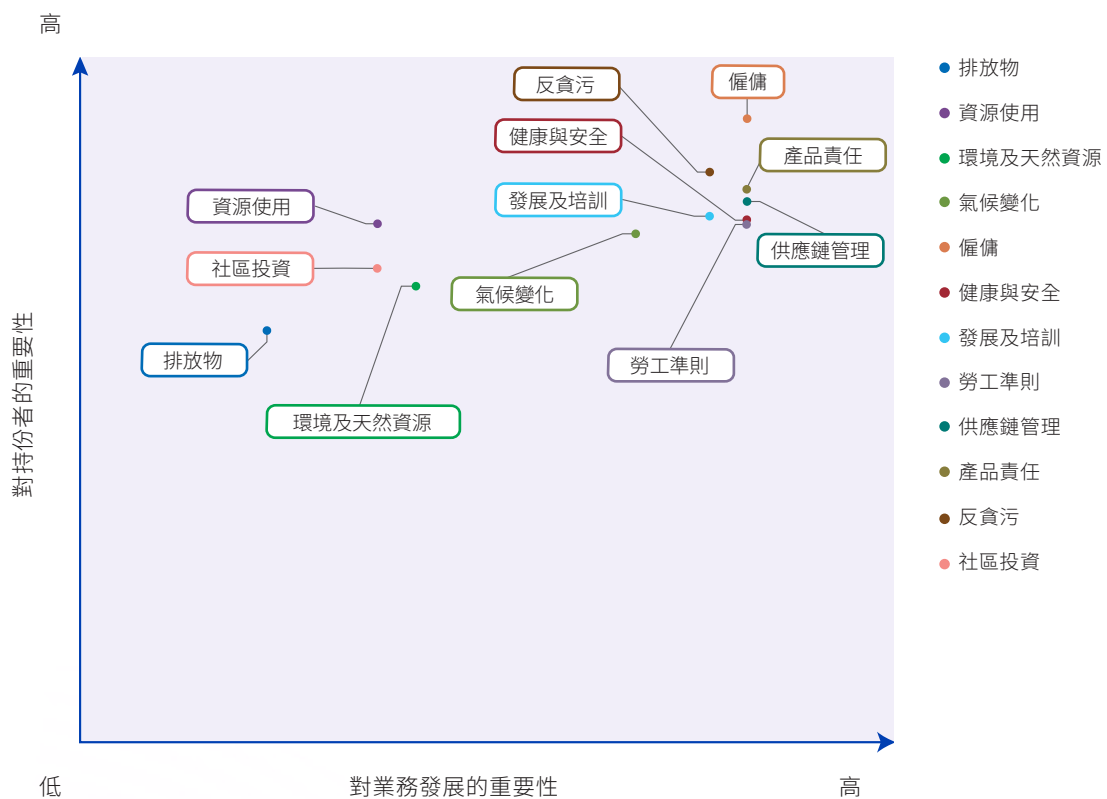 高
反貪污
僱傭
健康與安全
產品責任
資源使用
發展及培訓
社區投資
供應鏈管理
氣候變化
排放物
勞工準則
環境及天然資源
對持份者的重要性
低
對業務發展的重要性
高
排放物
資源使用
環境及天然資源
氣候變化
僱傭
健康與安全
發展及培訓
勞工準則
供應鏈管理
產品責任
反貪污
社區投資